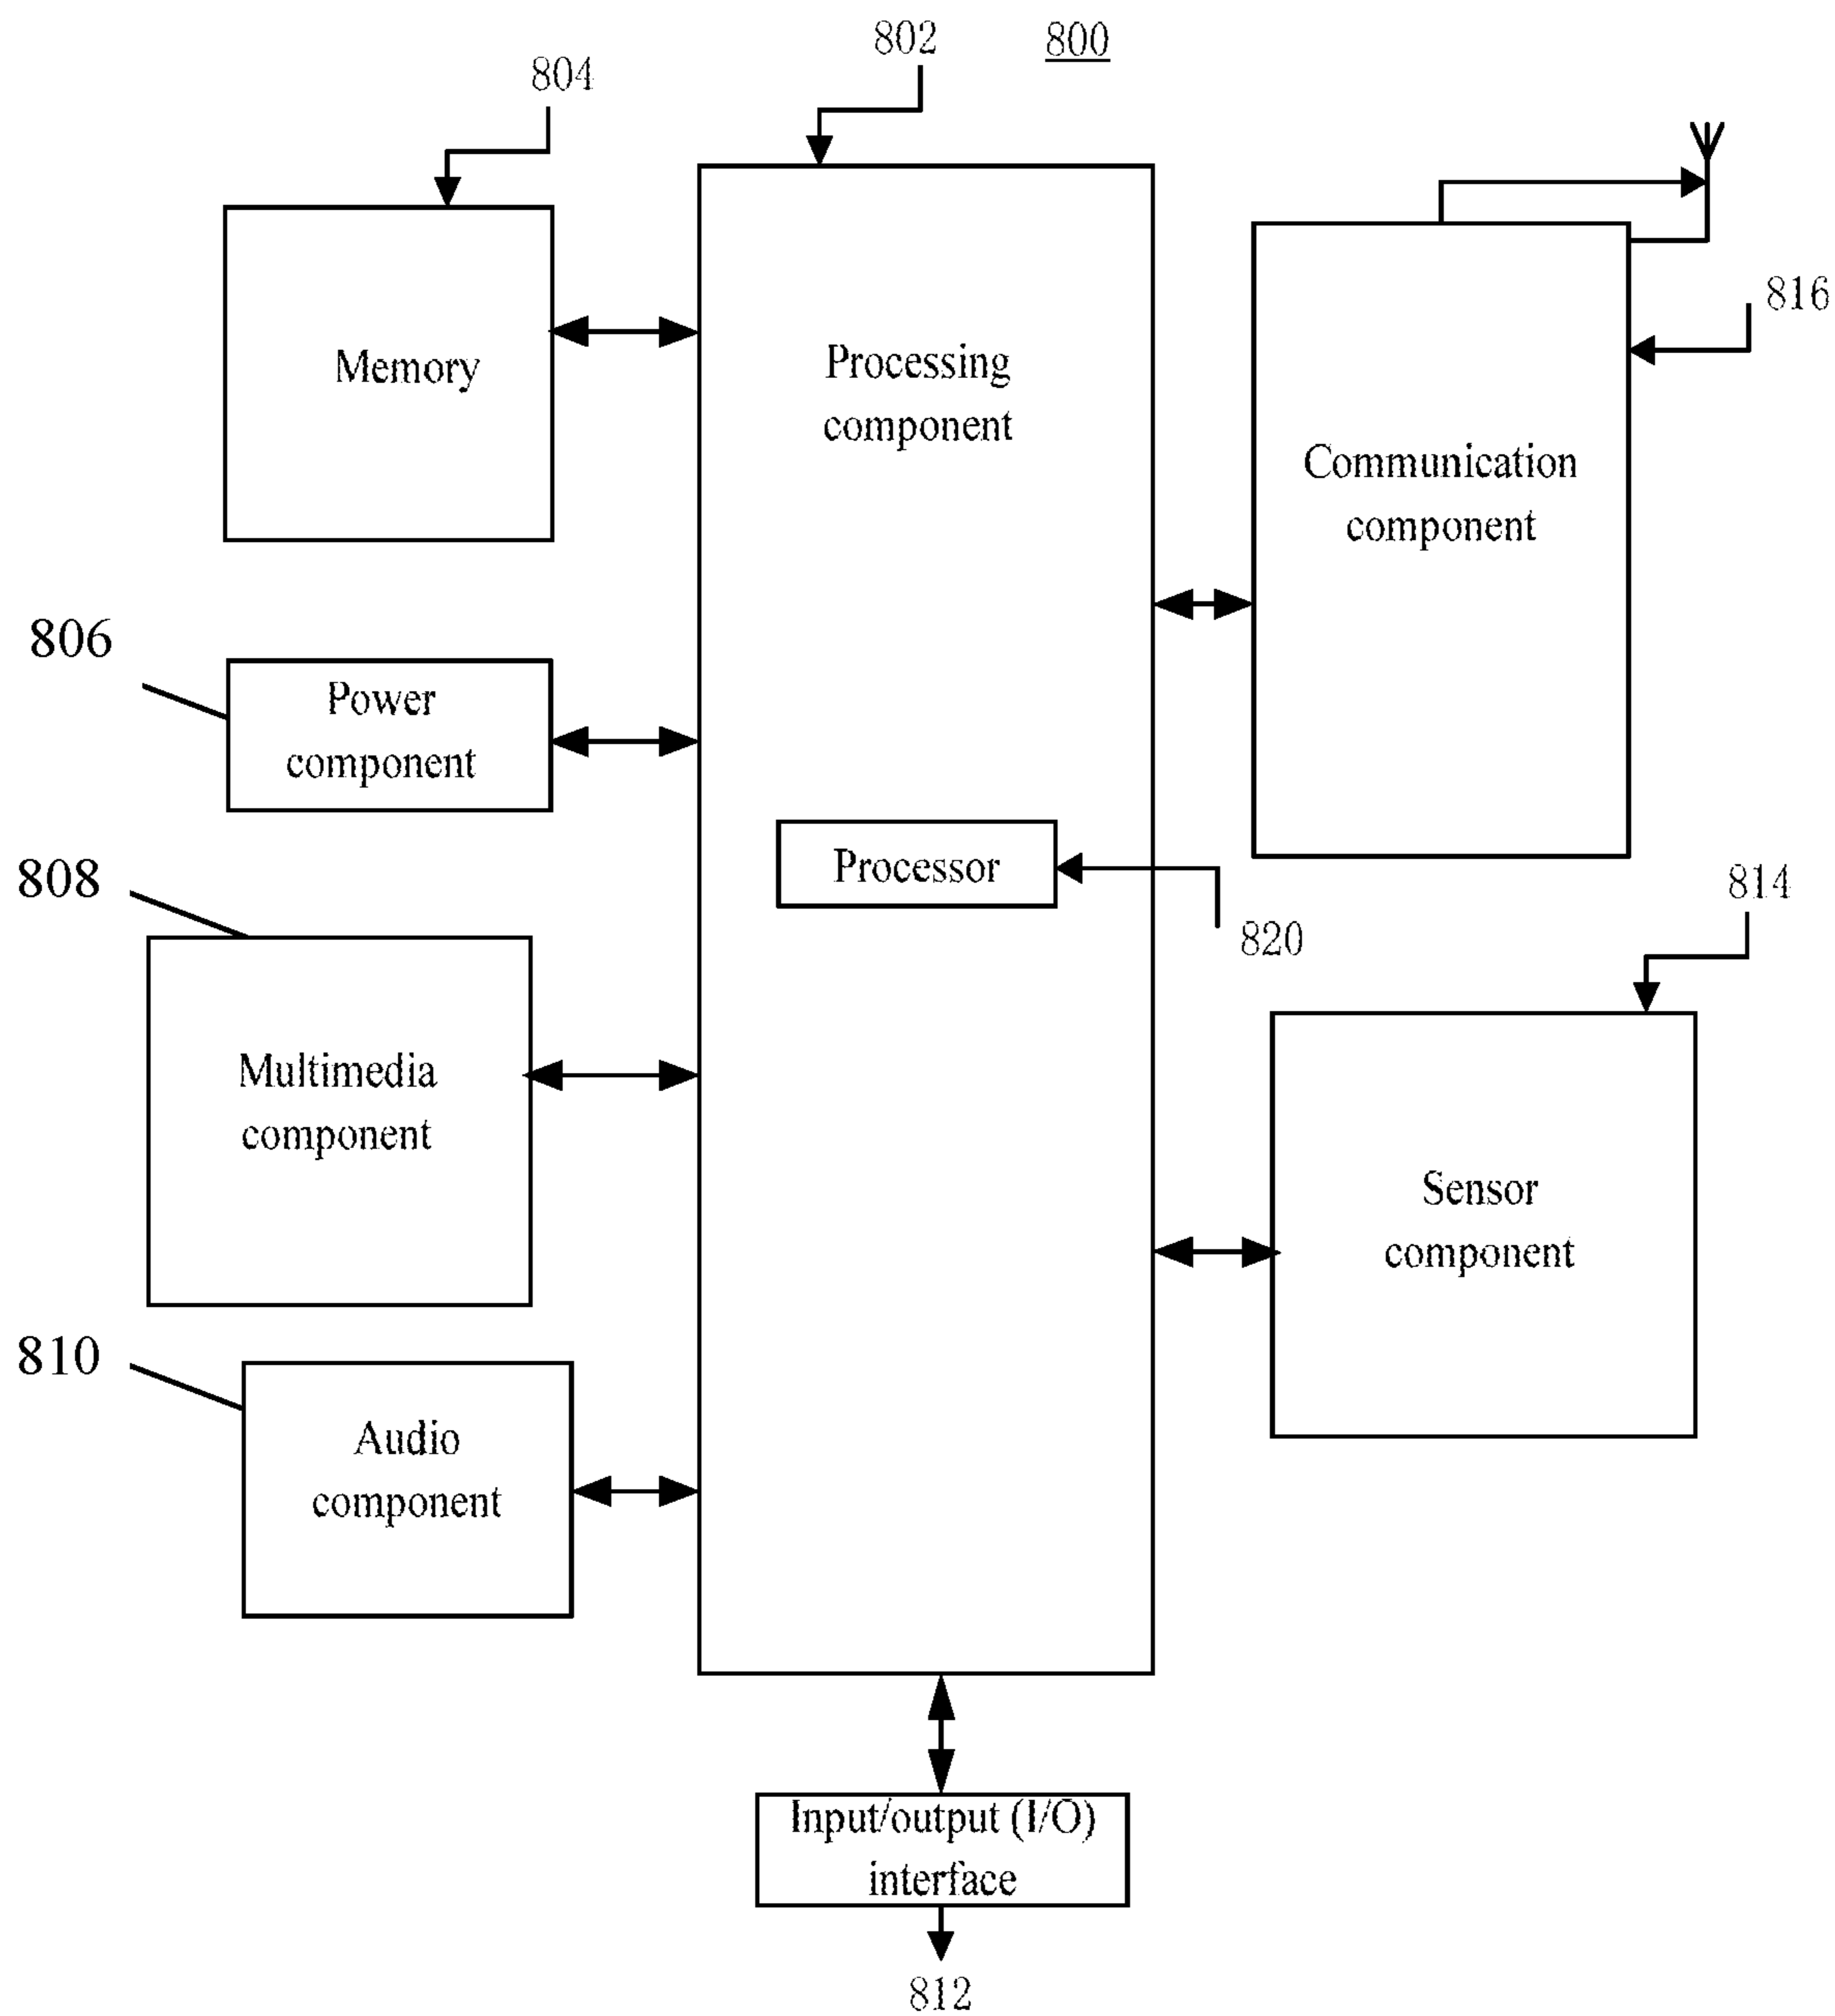 802
800
804
816
Memory
Processing
component
Communication
component
806
Power
component
808
Processor
820
814
Multimedia
component
Sensor
component
810
Audio
component
Input/output (I/O)
interface
812